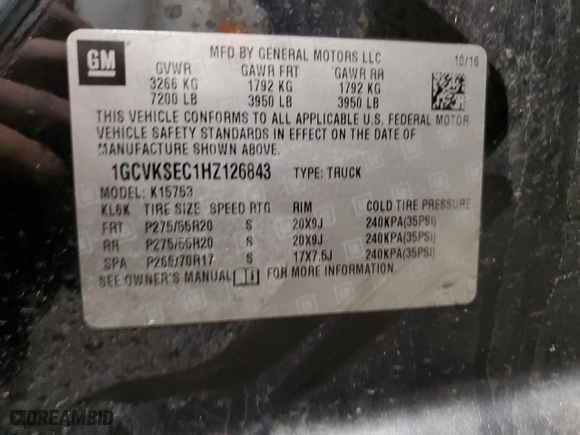 GM
MFD BY GENERAL MOTORS LLC
10/16
GVWR GAWR FRT GAWR RR
3266 KG 1792 KG 1792 KG
7200 LB 3950 LB 3950 LB
THIS VEHICLE CONFORMS TO ALL APPLICABLE U.S. FEDERAL MOTOR
VEHICLE SAFETY STANDARDS IN EFFECT ON THE DATE OF
MANUFACTURE SHOWN ABOVE.
1GCVKSEC1HZ126843 TYPE: TRUCK
MODEL: K15753
KL6K TIRE SIZE SPEED RTG RIM COLD TIRE PRESSURE
FRT P275/55R20 S 20X9J 240KPA(35PSI)
RR P275/55R20 S 20X9J 240KPA(35PSI)
SPA P265/70R17 S 17X7.5J 240KPA(35PSI)
SEE OWNER'S MANUAL FOR MORE INFORMATION.
© DREAMBID